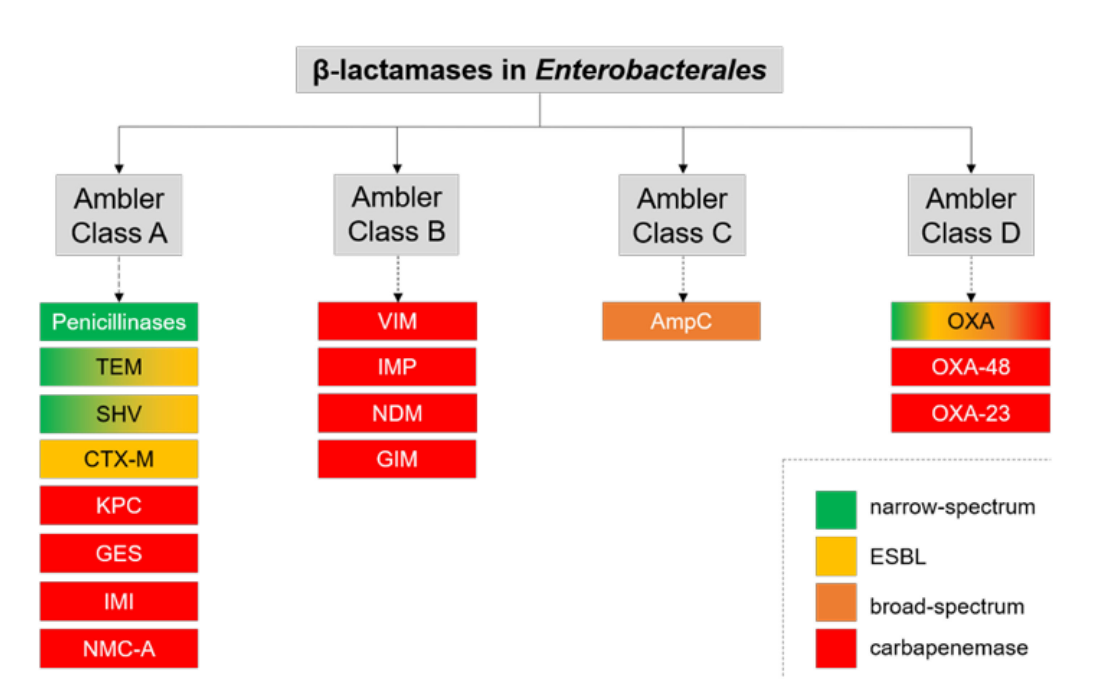 β-lactamases in Enterobacterales
Ambler
Class A
Ambler
Class B
Ambler
Class C
Ambler
Class D
Penicillinases
TEM
SHV
CTX-M
KPC
GES
IMI
NMC-A
VIM
IMP
NDM
GIM
AmpC
OXA
OXA-48
OXA-23
narrow-spectrum
ESBL
broad-spectrum
carbapenemase